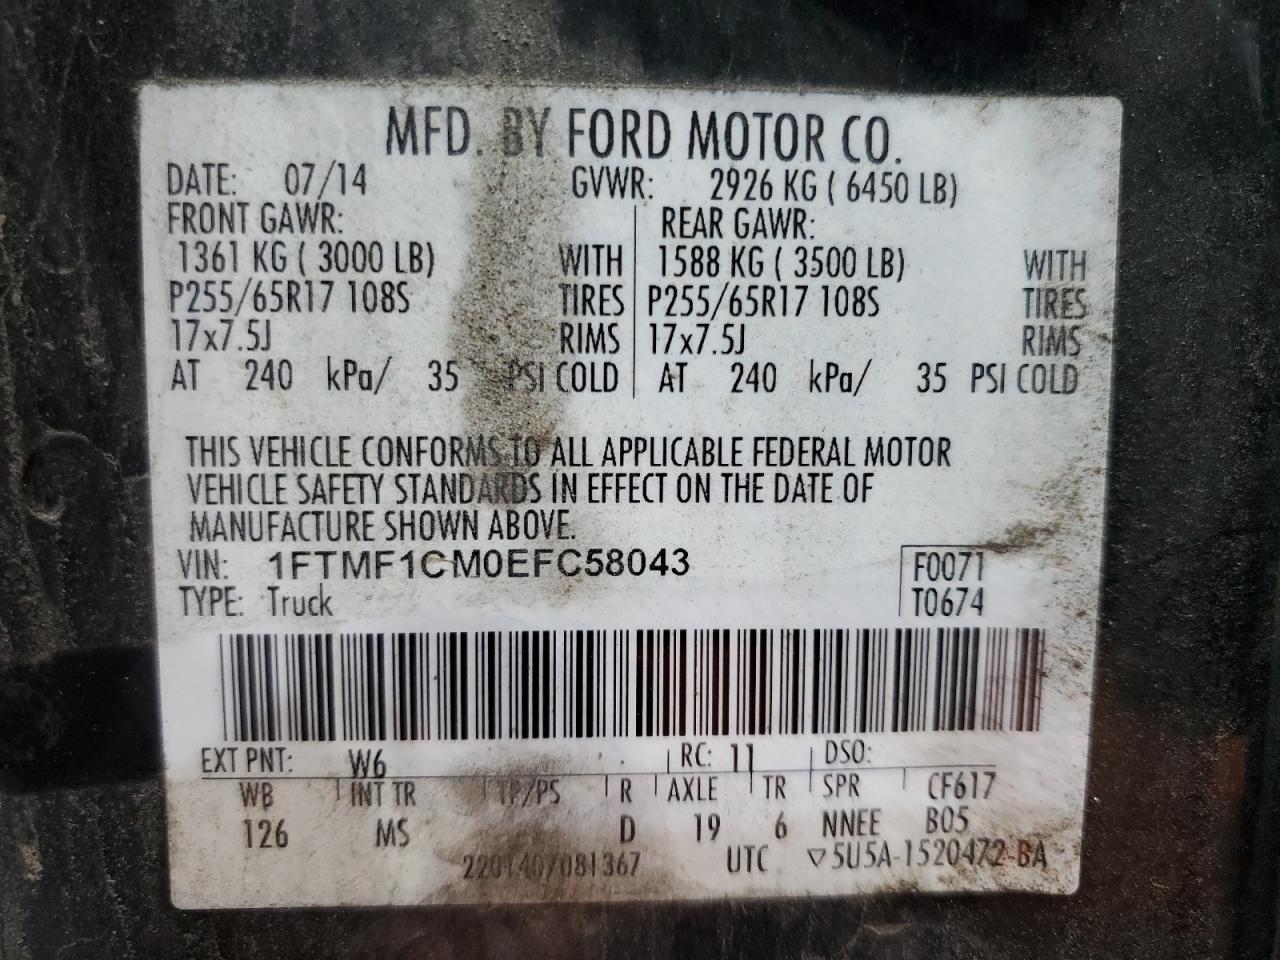 MFD. BY FORD MOTOR CO.
DATE: 07/14 GVWR: 2926 KG ( 6450 LB)
FRONT GAWR: REAR GAWR:
1361 KG ( 3000 LB) WITH 1588 KG ( 3500 LB) WITH
P255/65R17 108S TIRES P255/65R17 108S TIRES
17x7.5J RIMS 17x7.5J RIMS
AT 240 kPa/ 35 PSI COLD AT 240 kPa/ 35 PSI COLD
THIS VEHICLE CONFORMS TO ALL APPLICABLE FEDERAL MOTOR
VEHICLE SAFETY STANDARDS IN EFFECT ON THE DATE OF
MANUFACTURE SHOWN ABOVE.
VIN: 1FTMF1CM0EFC58043 F0071
TYPE: Truck T0674
EXT PNT: W6 RC: 11 DSO:
WB INT TR TP/PS R AXLE TR SPR CF617
126 MS D 19 6 NNEE B05
UTC ▽5U5A-1520472-BA